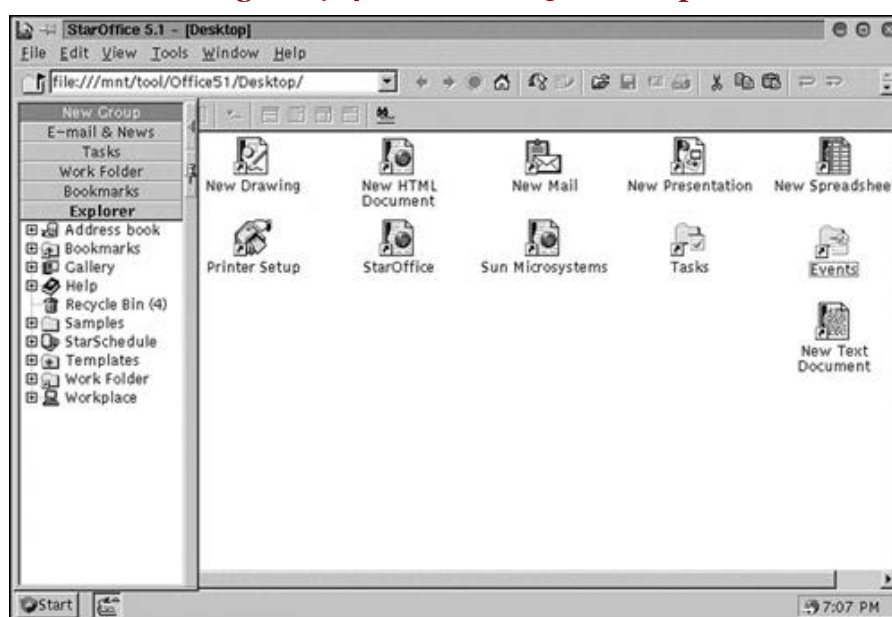 StarOffice 5.1 - [Desktop]
File Edit View Tools Window Help
file:///mnt/tool/Office51/Desktop/
New Group
E-mail & News
Tasks
Work Folder
Bookmarks
Explorer
Address book
Bookmarks
Gallery
Help
Recycle Bin (4)
Samples
StarSchedule
Templates
Work Folder
Workplace
New Drawing
New HTML
Document
New Mail
New Presentation
New Spreadshee
Printer Setup
StarOffice
Sun Microsystems
Tasks
Events
New Text
Document
Start
7:07 PM